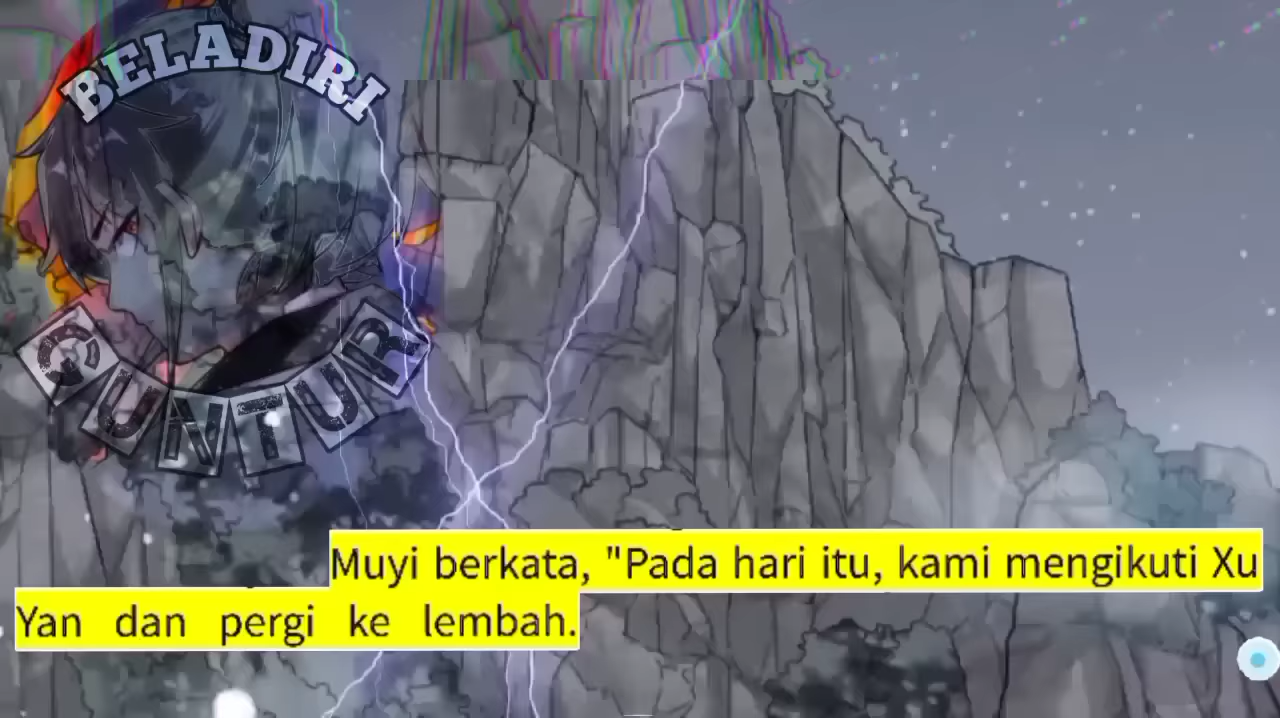 BELADIRI
GUNTUR
Muyi berkata, "Pada hari itu, kami mengikuti Xu
Yan dan pergi ke lembah.